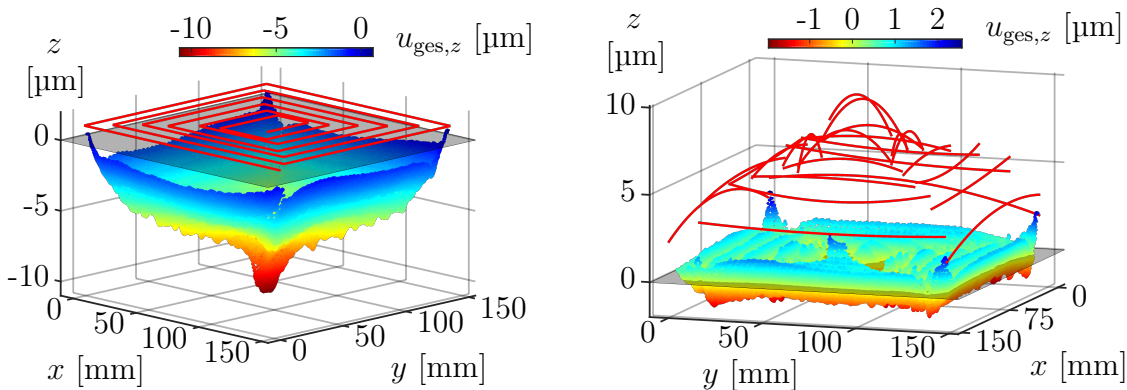 -10 -5 0 u_ges,z [μm]
z
[μm]
0
-5
-10
0 50 100 150
x [mm]
0 50 100 150
y [mm]
-1 0 1 2 u_ges,z [μm]
z
[μm]
10
5
0
0 50 100 150
y [mm]
150 75 0
x [mm]